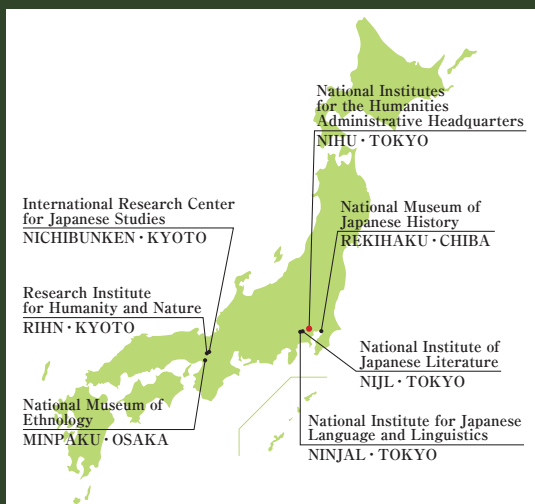 National Institutes
for the Humanities
Administrative Headquarters
NIHU・TOKYO
International Research Center
for Japanese Studies
NICHIBUNKEN・KYOTO
National Museum of
Japanese History
REKIHAKU・CHIBA
Research Institute
for Humanity and Nature
RIHN・KYOTO
National Institute of
Japanese Literature
NIJL・TOKYO
National Museum of
Ethnology
MINPAKU・OSAKA
National Institute for Japanese
Language and Linguistics
NINJAL・TOKYO